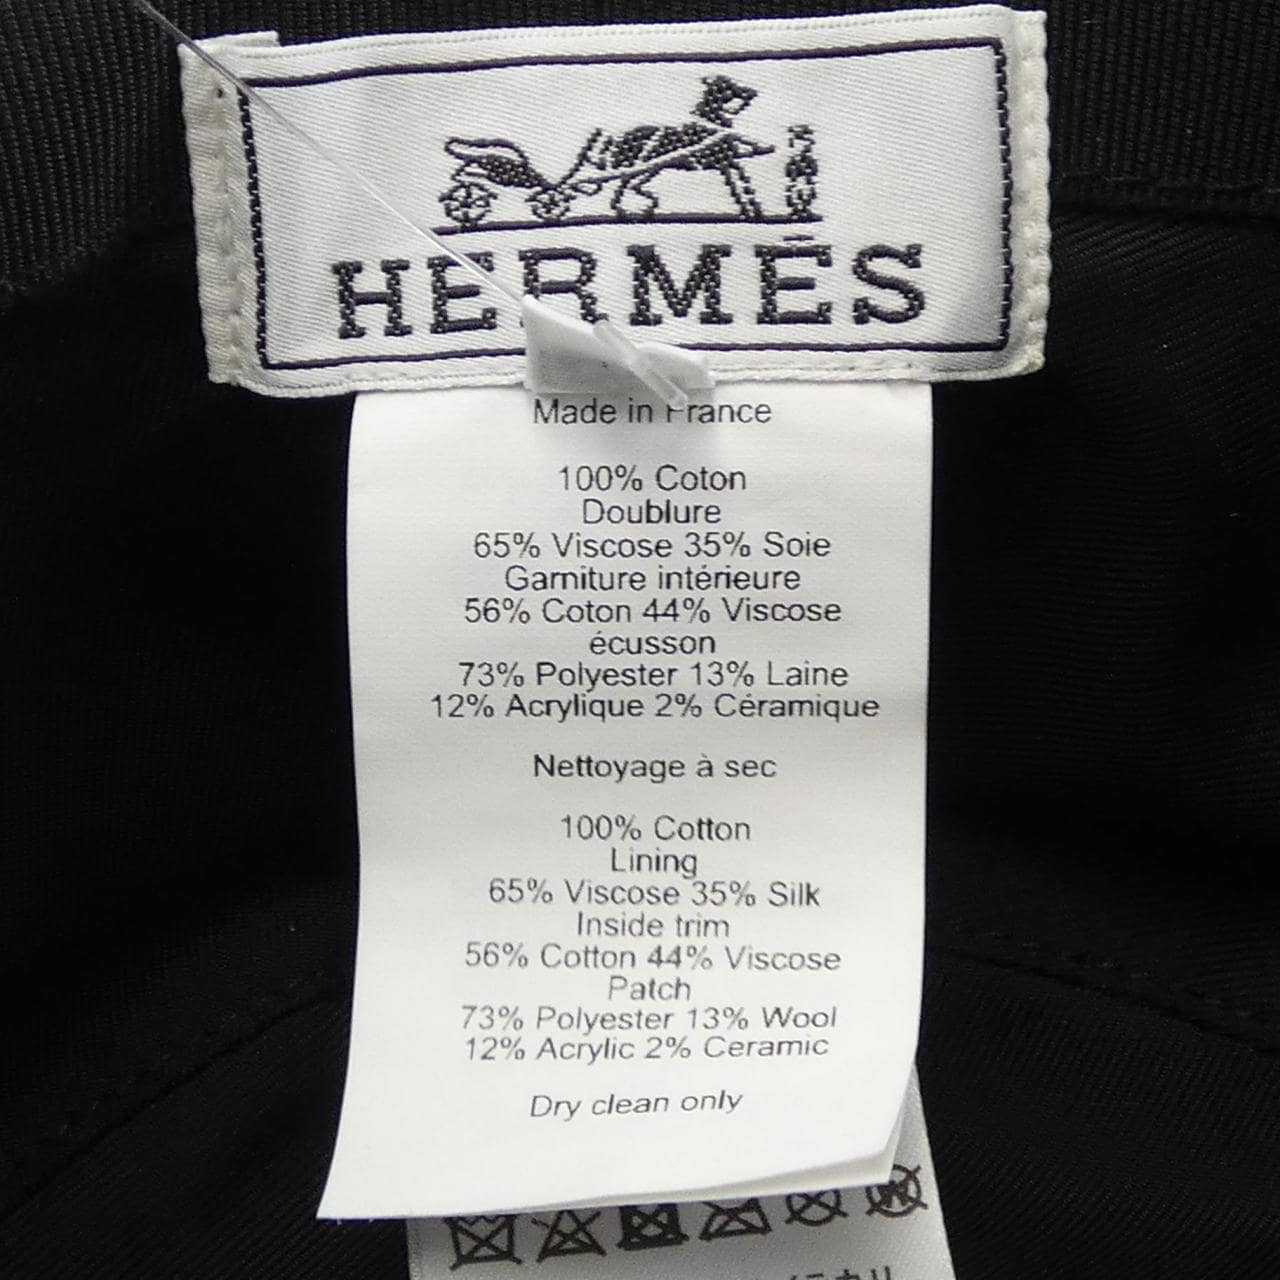 HERMÈS
Made in France
100% Coton
Doublure
65% Viscose 35% Soie
Garniture intérieure
56% Coton 44% Viscose
écusson
73% Polyester 13% Laine
12% Acrylique 2% Céramique
Nettoyage à sec
100% Cotton
Lining
65% Viscose 35% Silk
Inside trim
56% Cotton 44% Viscose
Patch
73% Polyester 13% Wool
12% Acrylic 2% Ceramic
Dry clean only